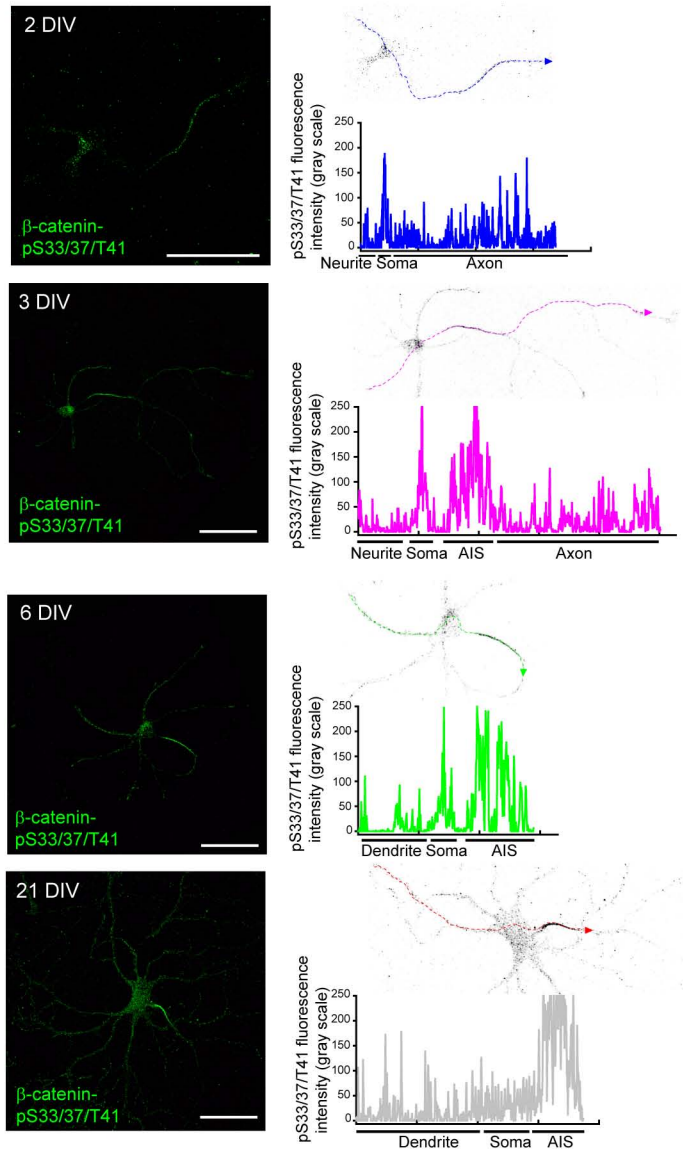 2 DIV
β-catenin-
pS33/37/T41
pS33/37/T41 fluorescence
intensity (gray scale)
250
200
150
100
50
0
Neurite Soma Axon
3 DIV
β-catenin-
pS33/37/T41
pS33/37/T41 fluorescence
intensity (gray scale)
250
200
150
100
50
0
Neurite Soma AIS Axon
6 DIV
β-catenin-
pS33/37/T41
pS33/37/T41 fluorescence
intensity (gray scale)
250
200
150
100
50
0
Dendrite Soma AIS
21 DIV
β-catenin-
pS33/37/T41
pS33/37/T41 fluorescence
intensity (gray scale)
250
200
150
100
50
0
Dendrite Soma AIS